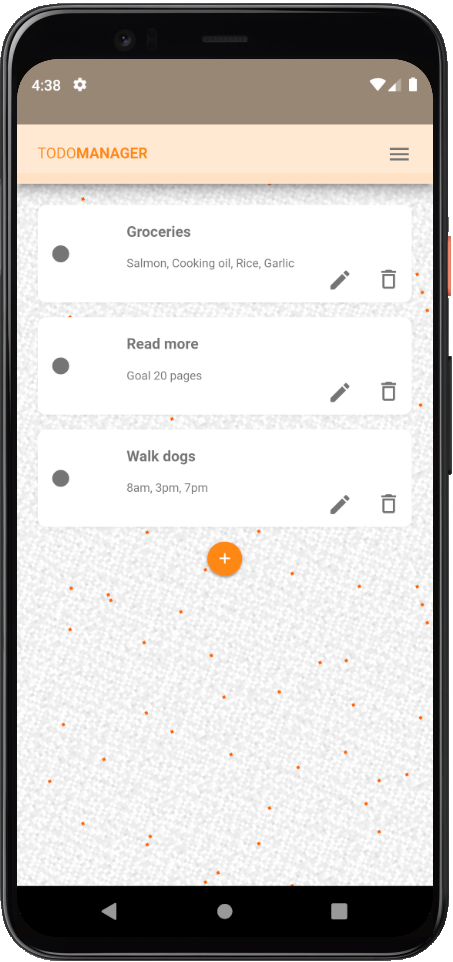 4:38
TODOMANAGER
Groceries
Salmon, Cooking oil, Rice, Garlic
Read more
Goal 20 pages
Walk dogs
8am, 3pm, 7pm
+